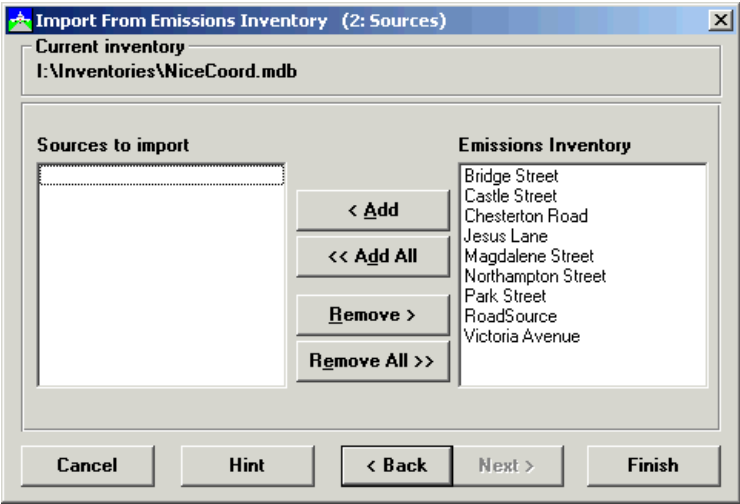 Import From Emissions Inventory (2: Sources)
Current inventory
I:\Inventories\NiceCoord.mdb
Sources to import
Emissions Inventory
< Add
<< Add All
Remove >
Remove All >>
Bridge Street
Castle Street
Chesterton Road
Jesus Lane
Magdalene Street
Northampton Street
Park Street
RoadSource
Victoria Avenue
Cancel
Hint
< Back
Next >
Finish